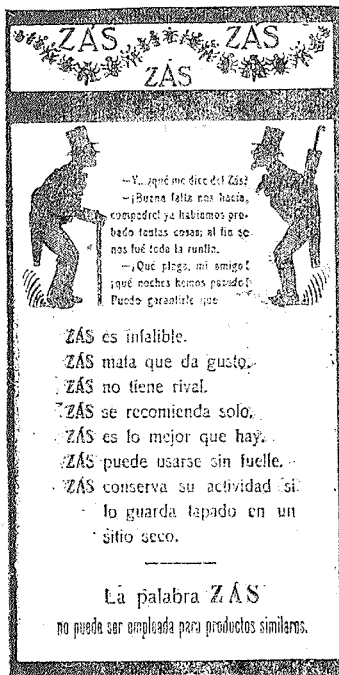 ZÁS ZÁS
ZÁS
—Y...¿qué me dice del Zás?
—¡Buena falta nos hacía,
compadre! ya habíamos pro-
bado tantas cosas; al fin se
nos fué toda la runfla.
—¡Qué plaga, mi amigo!
¡qué noches hemos pasado!
Puedo garantirle que
ZÁS es infalible.
ZÁS mata que da gusto.
ZÁS no tiene rival.
ZÁS se recomienda solo.
ZÁS es lo mejor que hay.
ZÁS puede usarse sin fuelle.
ZÁS conserva su actividad si
lo guarda tapado en un
sitio seco.
La palabra ZÁS
no puede ser empleada para productos similares.